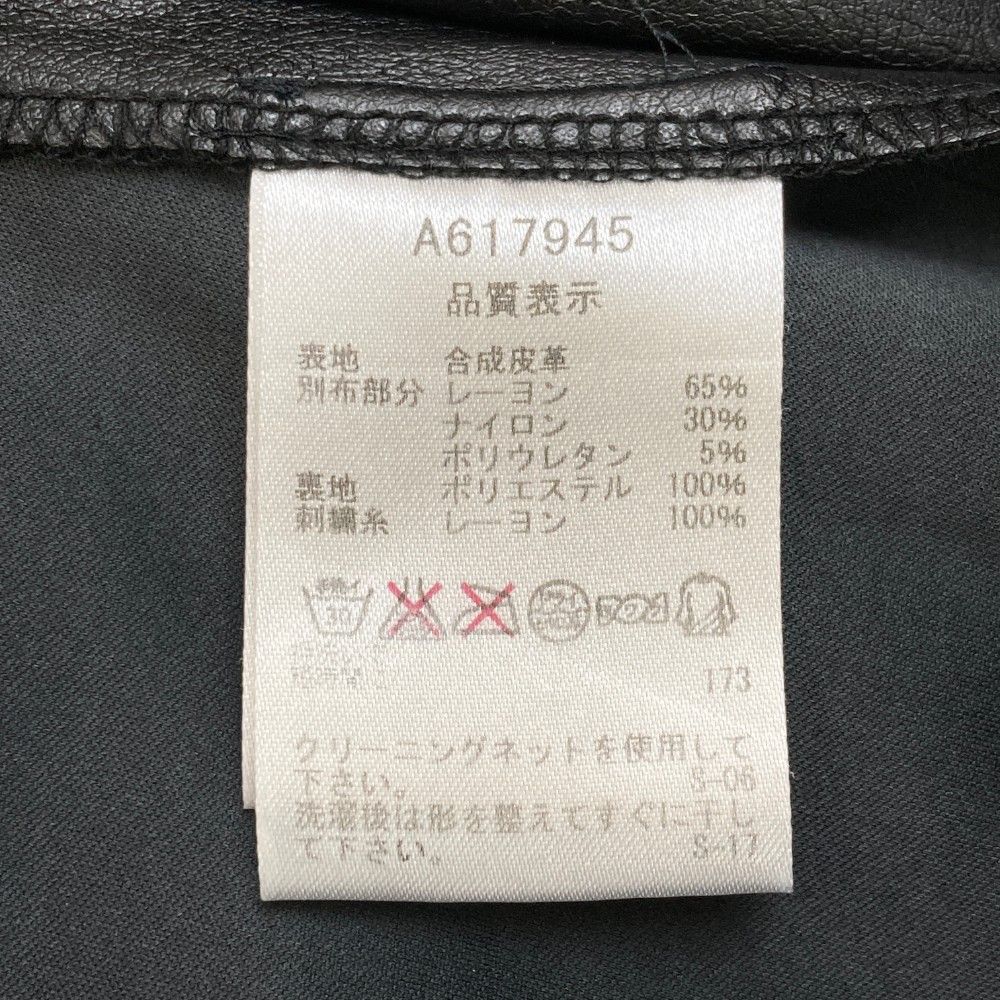 A617945
品質表示
表地 合成皮革
別布部分 レーヨン 65%
ナイロン 30%
ポリウレタン 5%
裏地 ポリエステル 100%
刺繍糸 レーヨン 100%
30
173
クリーニングネットを使用して
下さい。 S-06
洗濯後は形を整えてすぐに干し
て下さい。 S-17